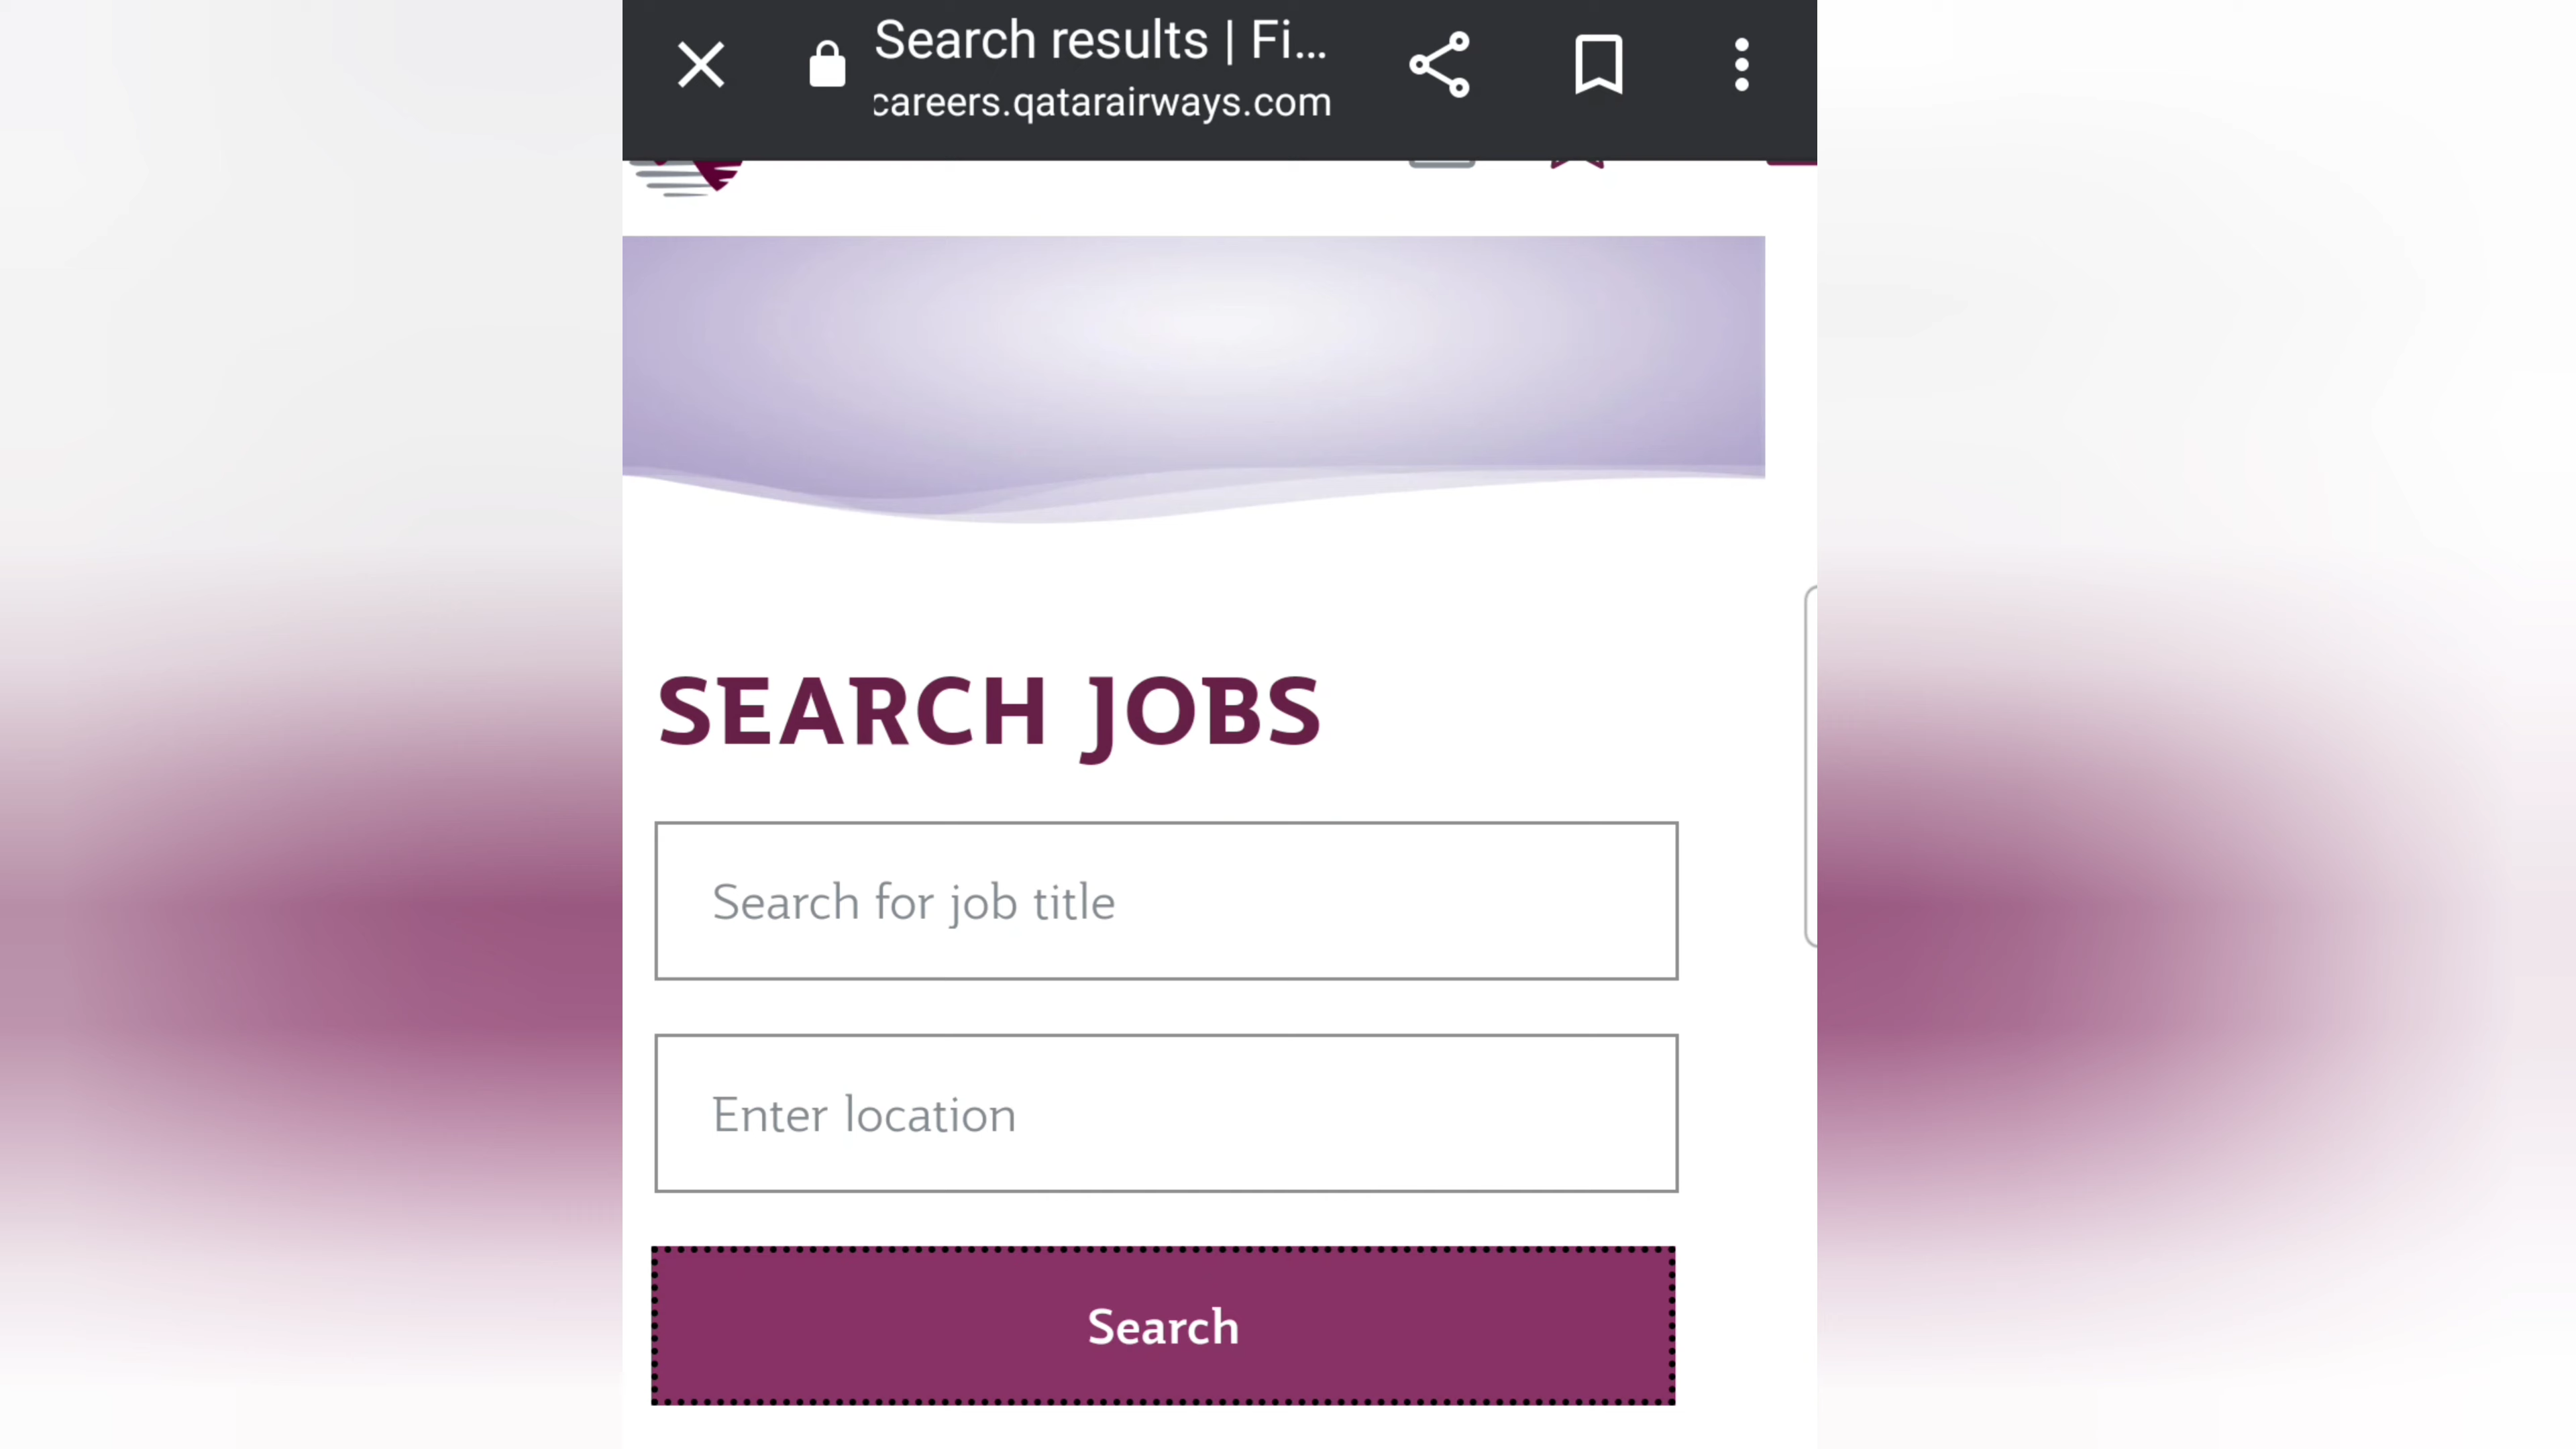 Search results | Fi...
careers.qatarairways.com
SEARCH JOBS
Search for job title
Enter location
Search